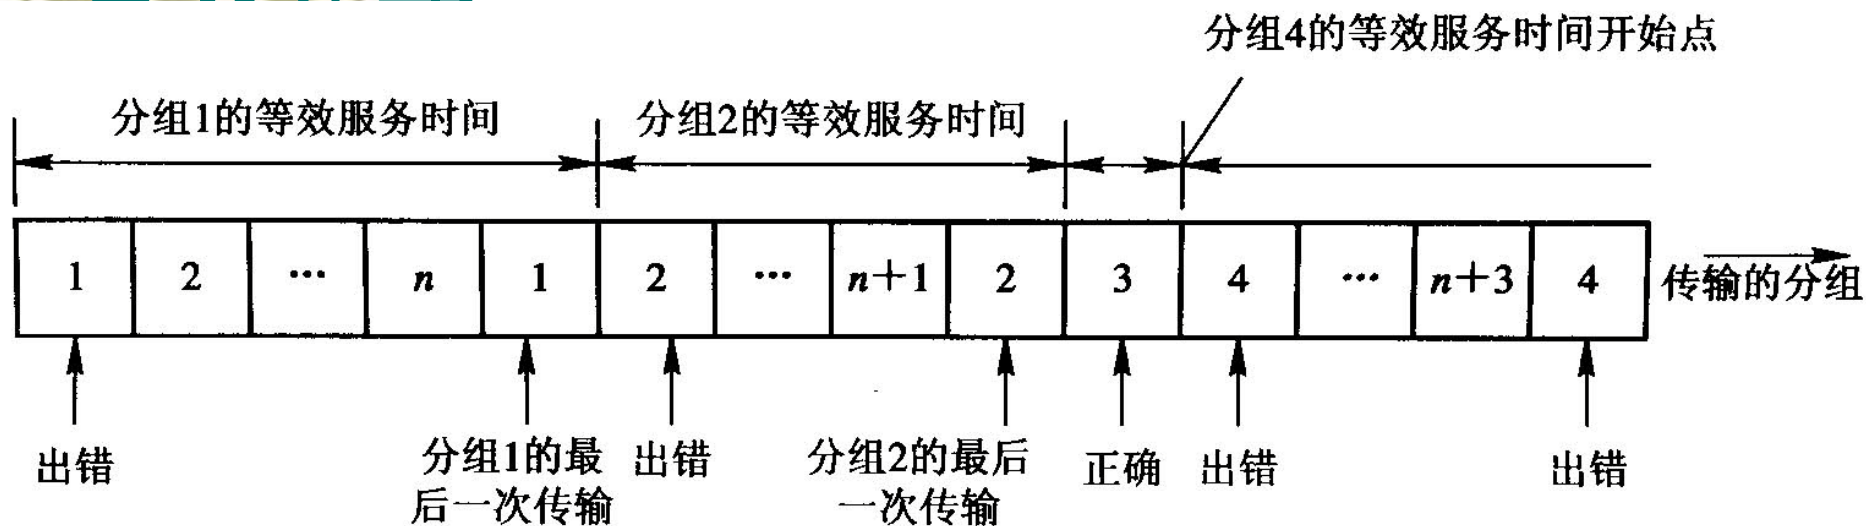 分组4的等效服务时间开始点
分组1的等效服务时间
分组2的等效服务时间
1 2 … n 1 2 … n+1 2 3 4 … n+3 4
传输的分组
出错
分组1的最
后一次传输
出错
分组2的最后
一次传输
正确
出错
出错